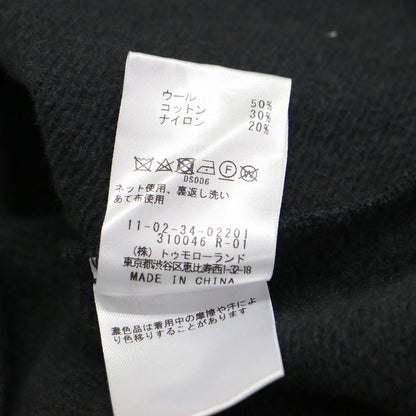 ウール 50%
コットン 30%
ナイロン 20%
DS006
ネット使用、裏返し洗い
あて布使用
11-02-34-02201
310046 R-01
(株) トゥモローランド
東京都渋谷区恵比寿西1-32-18
MADE IN CHINA
濃色品は着用中の摩擦や汗によ
り色移りすることがあります